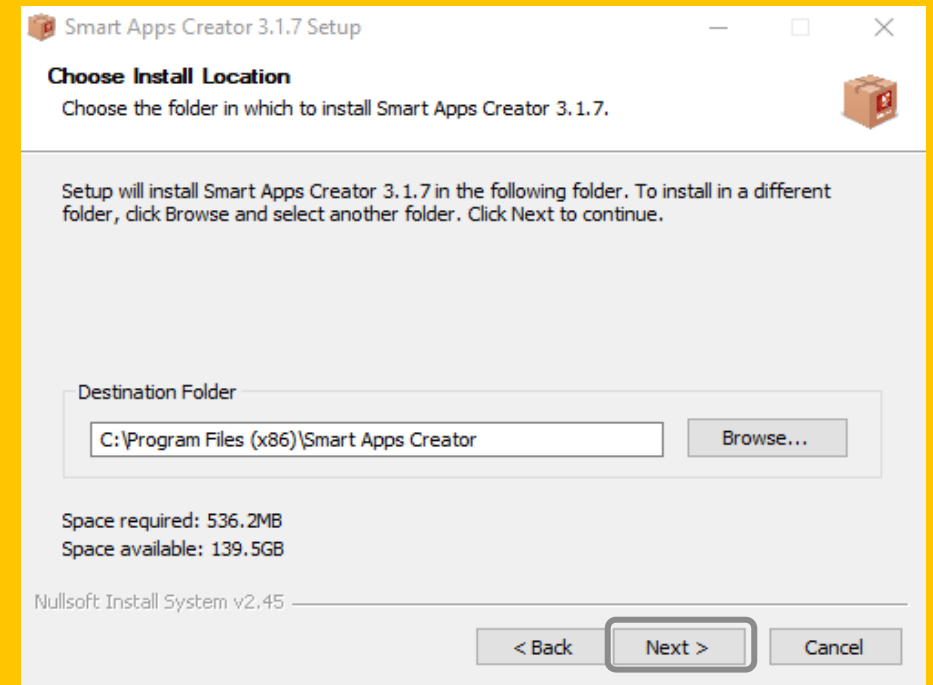 Smart Apps Creator 3.1.7 Setup
Choose Install Location
Choose the folder in which to install Smart Apps Creator 3.1.7.
Setup will install Smart Apps Creator 3.1.7 in the following folder. To install in a different
folder, click Browse and select another folder. Click Next to continue.
Destination Folder
C:\Program Files (x86)\Smart Apps Creator
Browse...
Space required: 536.2MB
Space available: 139.5GB
Nullsoft Install System v2.45
< Back Next > Cancel